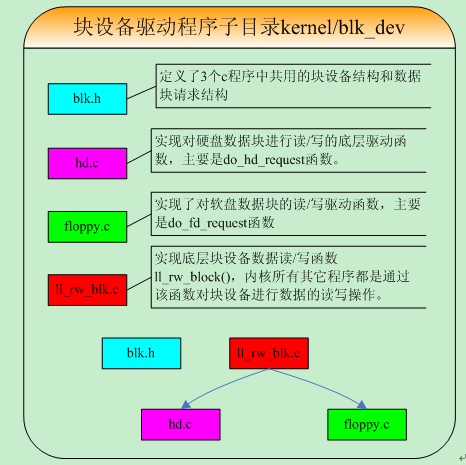 块设备驱动程序子目录kernel/blk_dev
blk.h
定义了3个c程序中共用的块设备结构和数据
块请求结构
hd.c
实现对硬盘数据块进行读/写的底层驱动函
数，主要是do_hd_request函数。
floppy.c
实现了对软盘数据块的读/写驱动函数，主要
是do_fd_request函数
ll_rw_blk.c
实现底层块设备数据读/写函数
ll_rw_block()，内核所有其它程序都是通过
该函数对块设备进行数据的读写操作。
blk.h
ll_rw_blk.c
hd.c
floppy.c